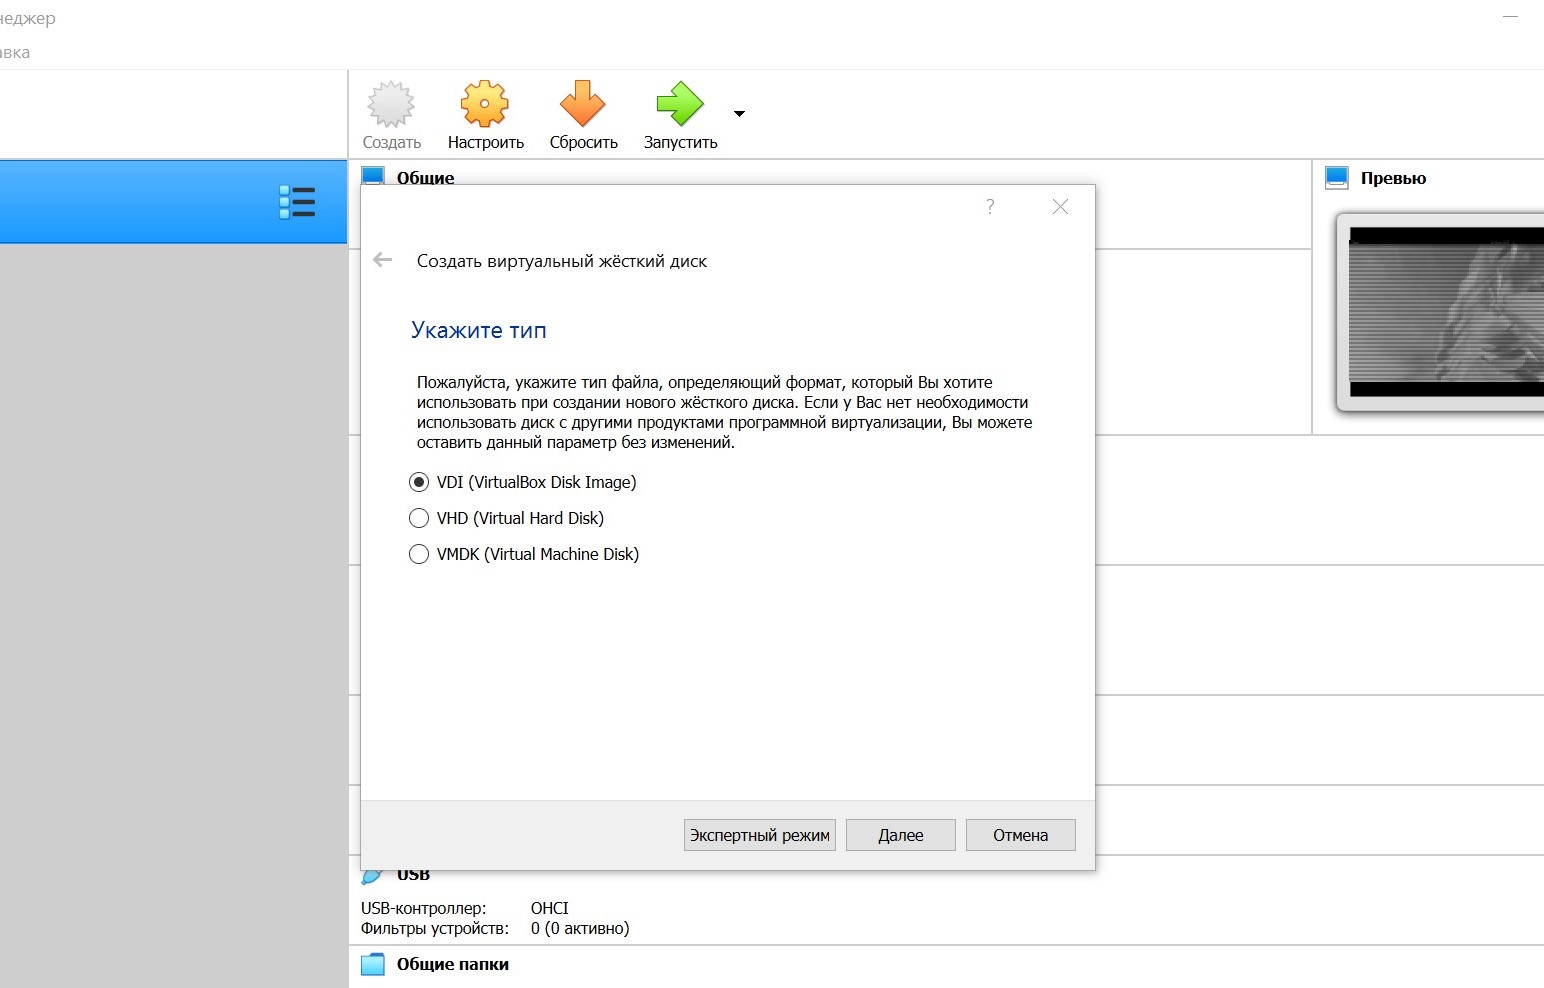 неджер
авка
Создать Настроить Сбросить Запустить
Общие
Превью
?
Создать виртуальный жёсткий диск
Укажите тип
Пожалуйста, укажите тип файла, определяющий формат, который Вы хотите
использовать при создании нового жёсткого диска. Если у Вас нет необходимости
использовать диск с другими продуктами программной виртуализации, Вы можете
оставить данный параметр без изменений.
VDI (VirtualBox Disk Image)
VHD (Virtual Hard Disk)
VMDK (Virtual Machine Disk)
Экспертный режим Далее Отмена
USB
USB-контроллер: OHCI
Фильтры устройств: 0 (0 активно)
Общие папки